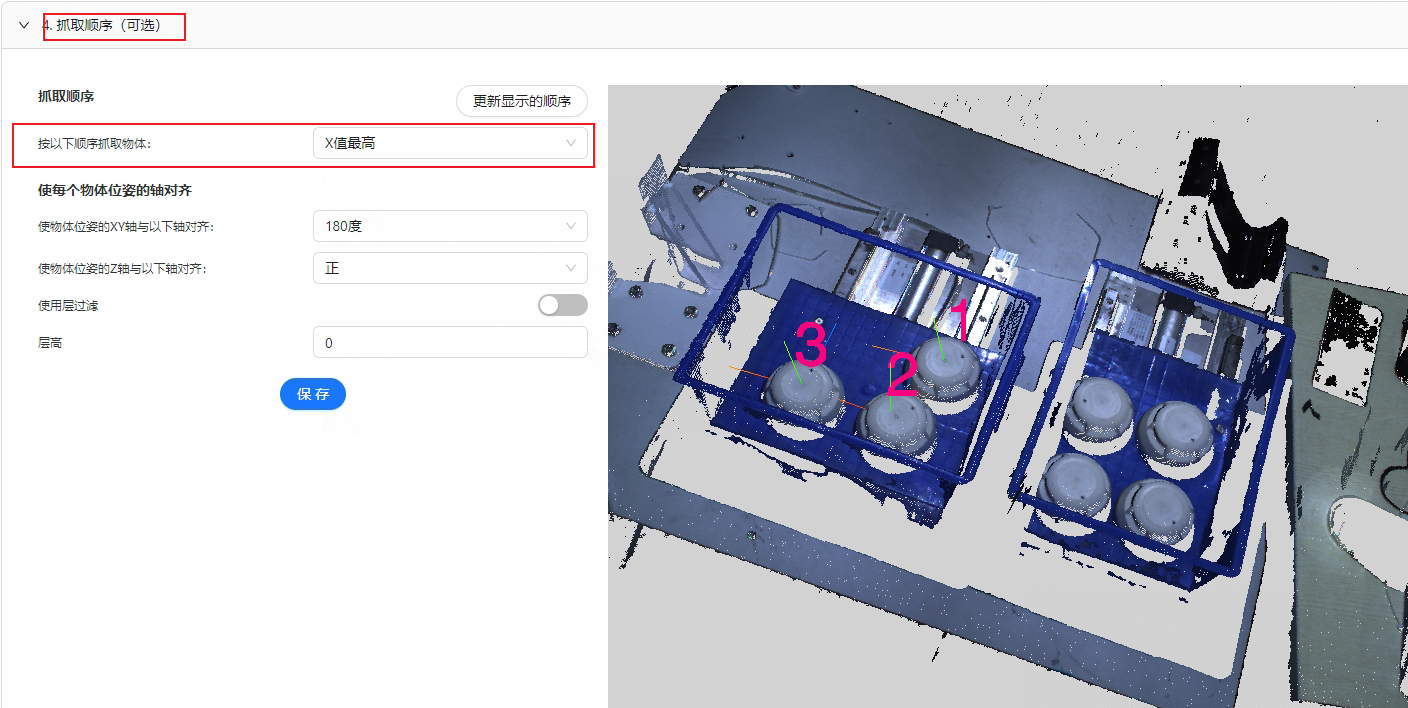 4. 抓取顺序（可选）
抓取顺序
更新显示的顺序
按以下顺序抓取物体:
X值最高
使每个物体位姿的轴对齐
使物体位姿的XY轴与以下轴对齐:
180度
使物体位姿的Z轴与以下轴对齐:
正
使用层过滤
层高
0
保 存
1
3
2